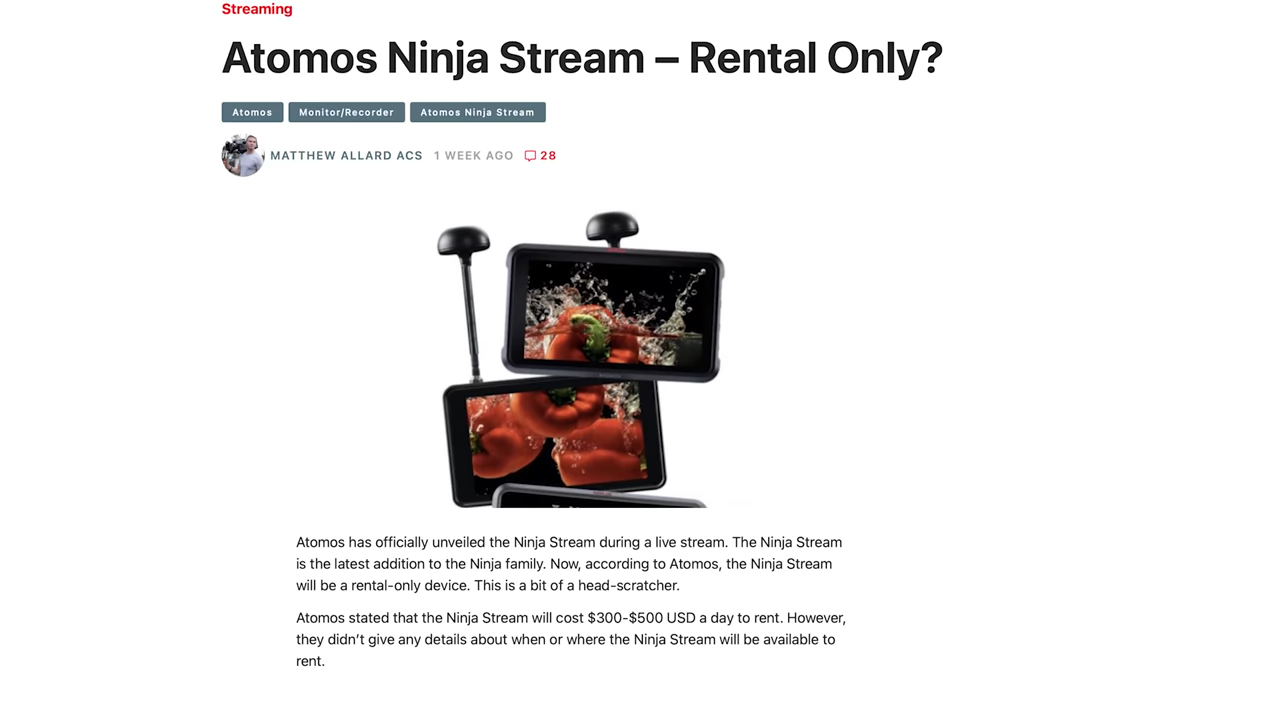 Streaming
Atomos Ninja Stream – Rental Only?
Atomos Monitor/Recorder Atomos Ninja Stream
MATTHEW ALLARD ACS 1 WEEK AGO 28
Atomos has officially unveiled the Ninja Stream during a live stream. The Ninja Stream
is the latest addition to the Ninja family. Now, according to Atomos, the Ninja Stream
will be a rental-only device. This is a bit of a head-scratcher.
Atomos stated that the Ninja Stream will cost $300-$500 USD a day to rent. However,
they didn’t give any details about when or where the Ninja Stream will be available to
rent.